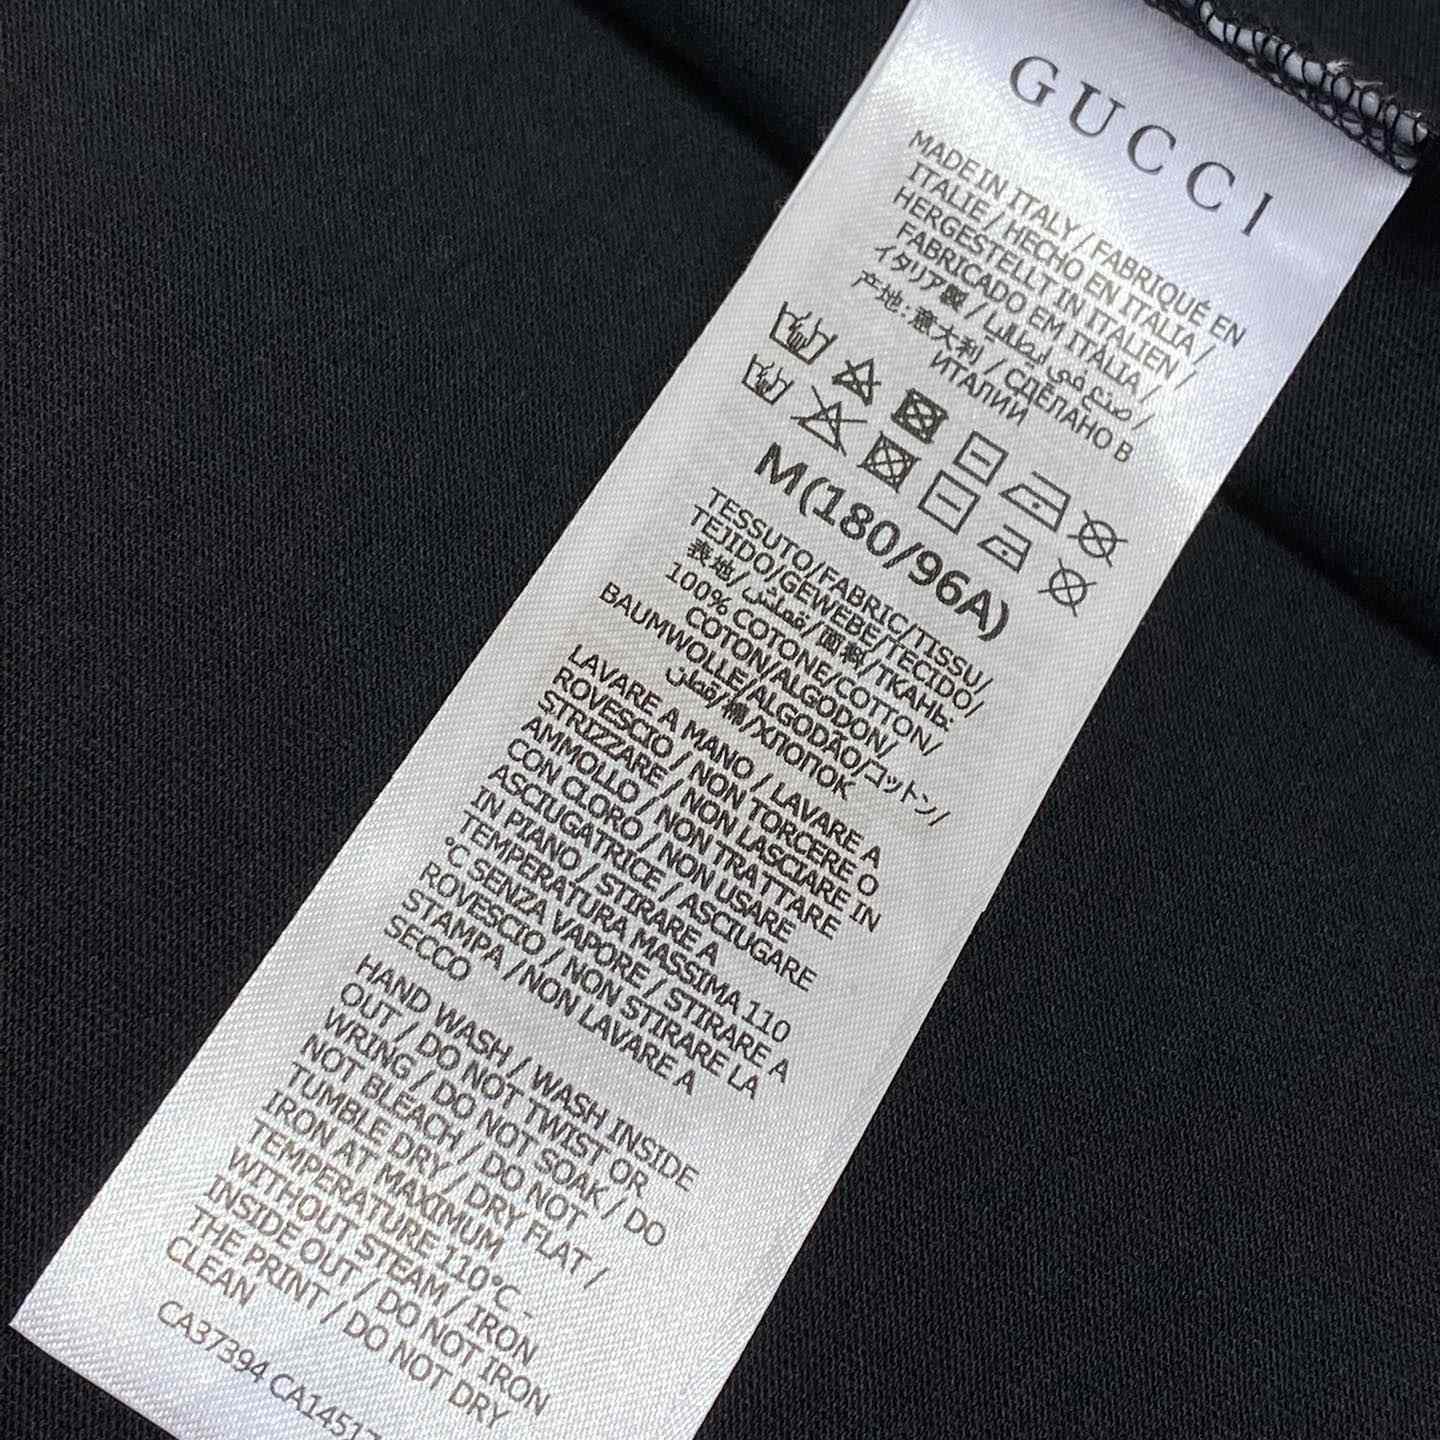 GUCCI
MADE IN ITALY / FABRIQUÉ EN
ITALIE / HECHO EN ITALIA /
HERGESTELLT IN ITALIEN /
FABRICADO EM ITÁLIA /
イタリア製 / صنع في إيطاليا /
产地: 意大利 / СДЕЛАНО В
ИТАЛИИ
M(180/96A)
TESSUTO/FABRIC/TISSU/
TEJIDO/GEWEBE/TECIDO/
表地/قماش/面料/ТКАНЬ:
100% COTONE/COTTON/
COTON/ALGODON/
BAUMWOLLE/ALGODÃO/コットン/
قطن/棉/ХЛОПОК
LAVARE A MANO / LAVARE A
ROVESCIO / NON TORCERE O
STRIZZARE / NON LASCIARE IN
AMMOLLO / NON TRATTARE
CON CLORO / NON USARE
ASCIUGATRICE / ASCIUGARE
IN PIANO / STIRARE A
TEMPERATURA MASSIMA 110
°C SENZA VAPORE / STIRARE A
ROVESCIO / NON STIRARE LA
STAMPA /NON LAVARE A
SECCO
HAND WASH / WASH INSIDE
OUT / DO NOT TWIST OR
WRING / DO NOT SOAK / DO
NOT BLEACH / DO NOT
TUMBLE DRY / DRY FLAT /
IRON AT MAXIMUM
TEMPERATURE 110°C -
WITHOUT STEAM / IRON
INSIDE OUT / DO NOT IRON
THE PRINT / DO NOT DRY
CLEAN
CA37394 CA14517